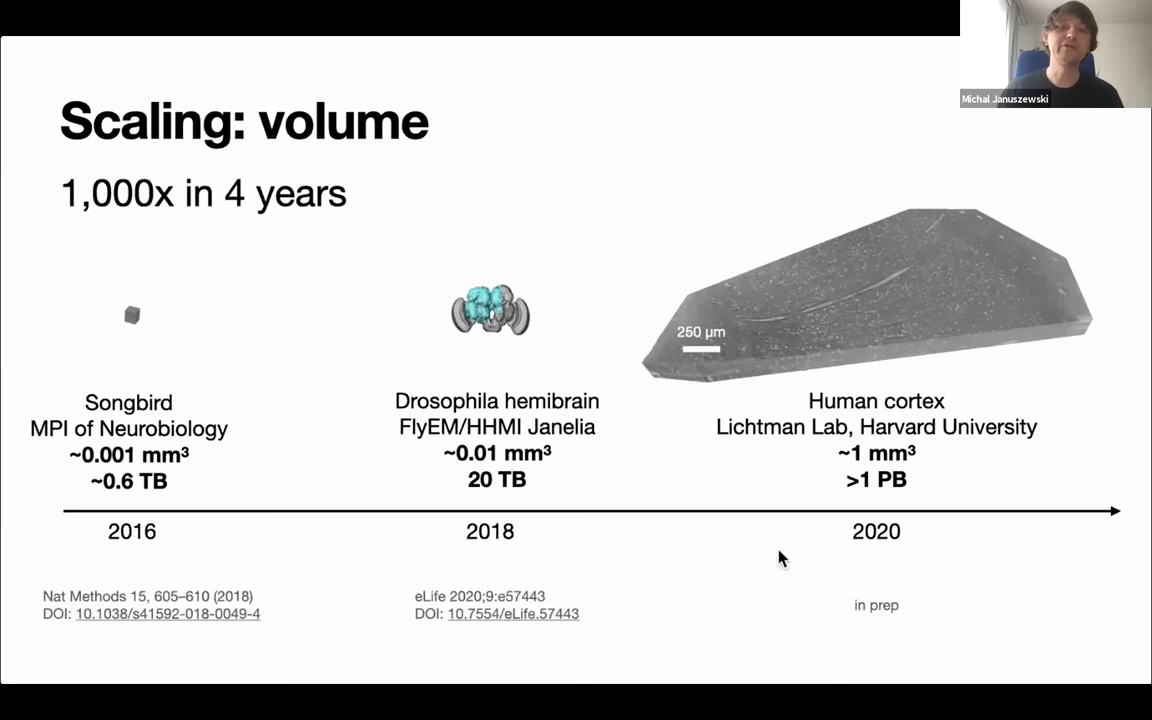 Michal Januszewski
Scaling: volume
1,000x in 4 years
250 µm
Songbird
MPI of Neurobiology
~0.001 mm³
~0.6 TB
Drosophila hemibrain
FlyEM/HHMI Janelia
~0.01 mm³
20 TB
Human cortex
Lichtman Lab, Harvard University
~1 mm³
>1 PB
2016
2018
2020
Nat Methods 15, 605–610 (2018)
DOI: 10.1038/s41592-018-0049-4
eLife 2020;9:e57443
DOI: 10.7554/eLife.57443
in prep